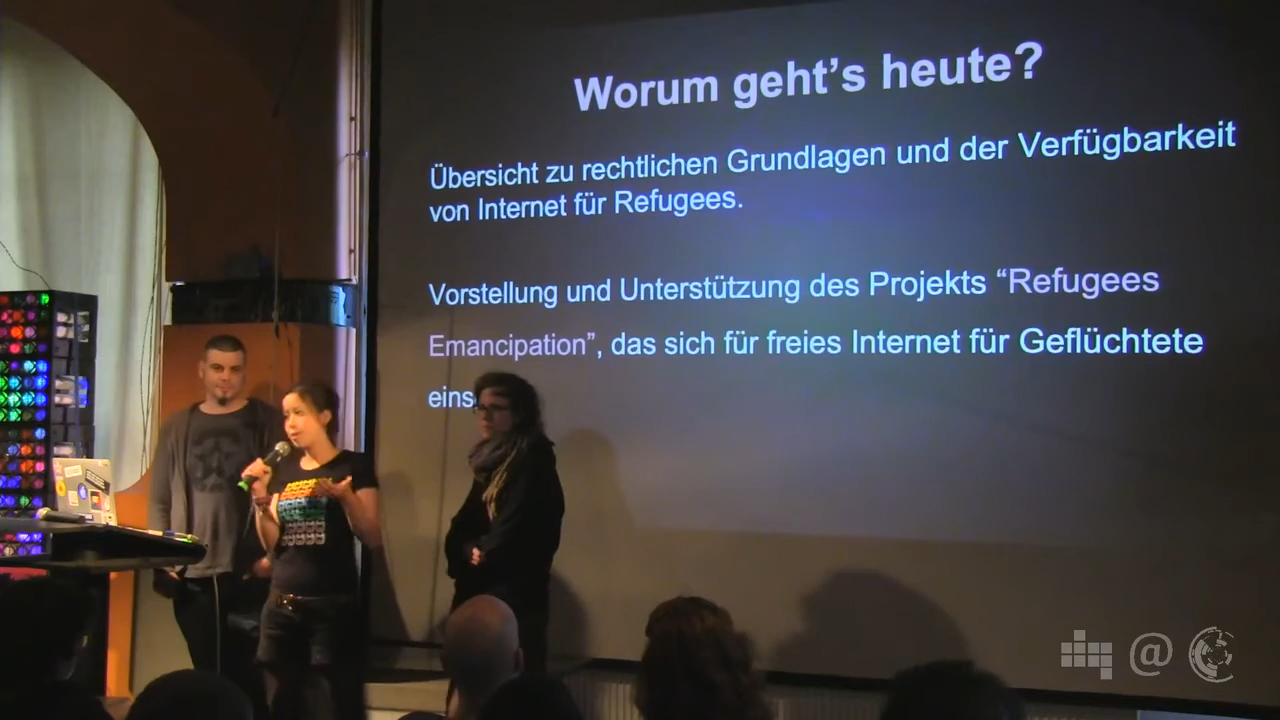 Worum geht’s heute?
Übersicht zu rechtlichen Grundlagen und der Verfügbarkeit
von Internet für Refugees.
Vorstellung und Unterstützung des Projekts “Refugees
Emancipation”, das sich für freies Internet für Geflüchtete
eins
@